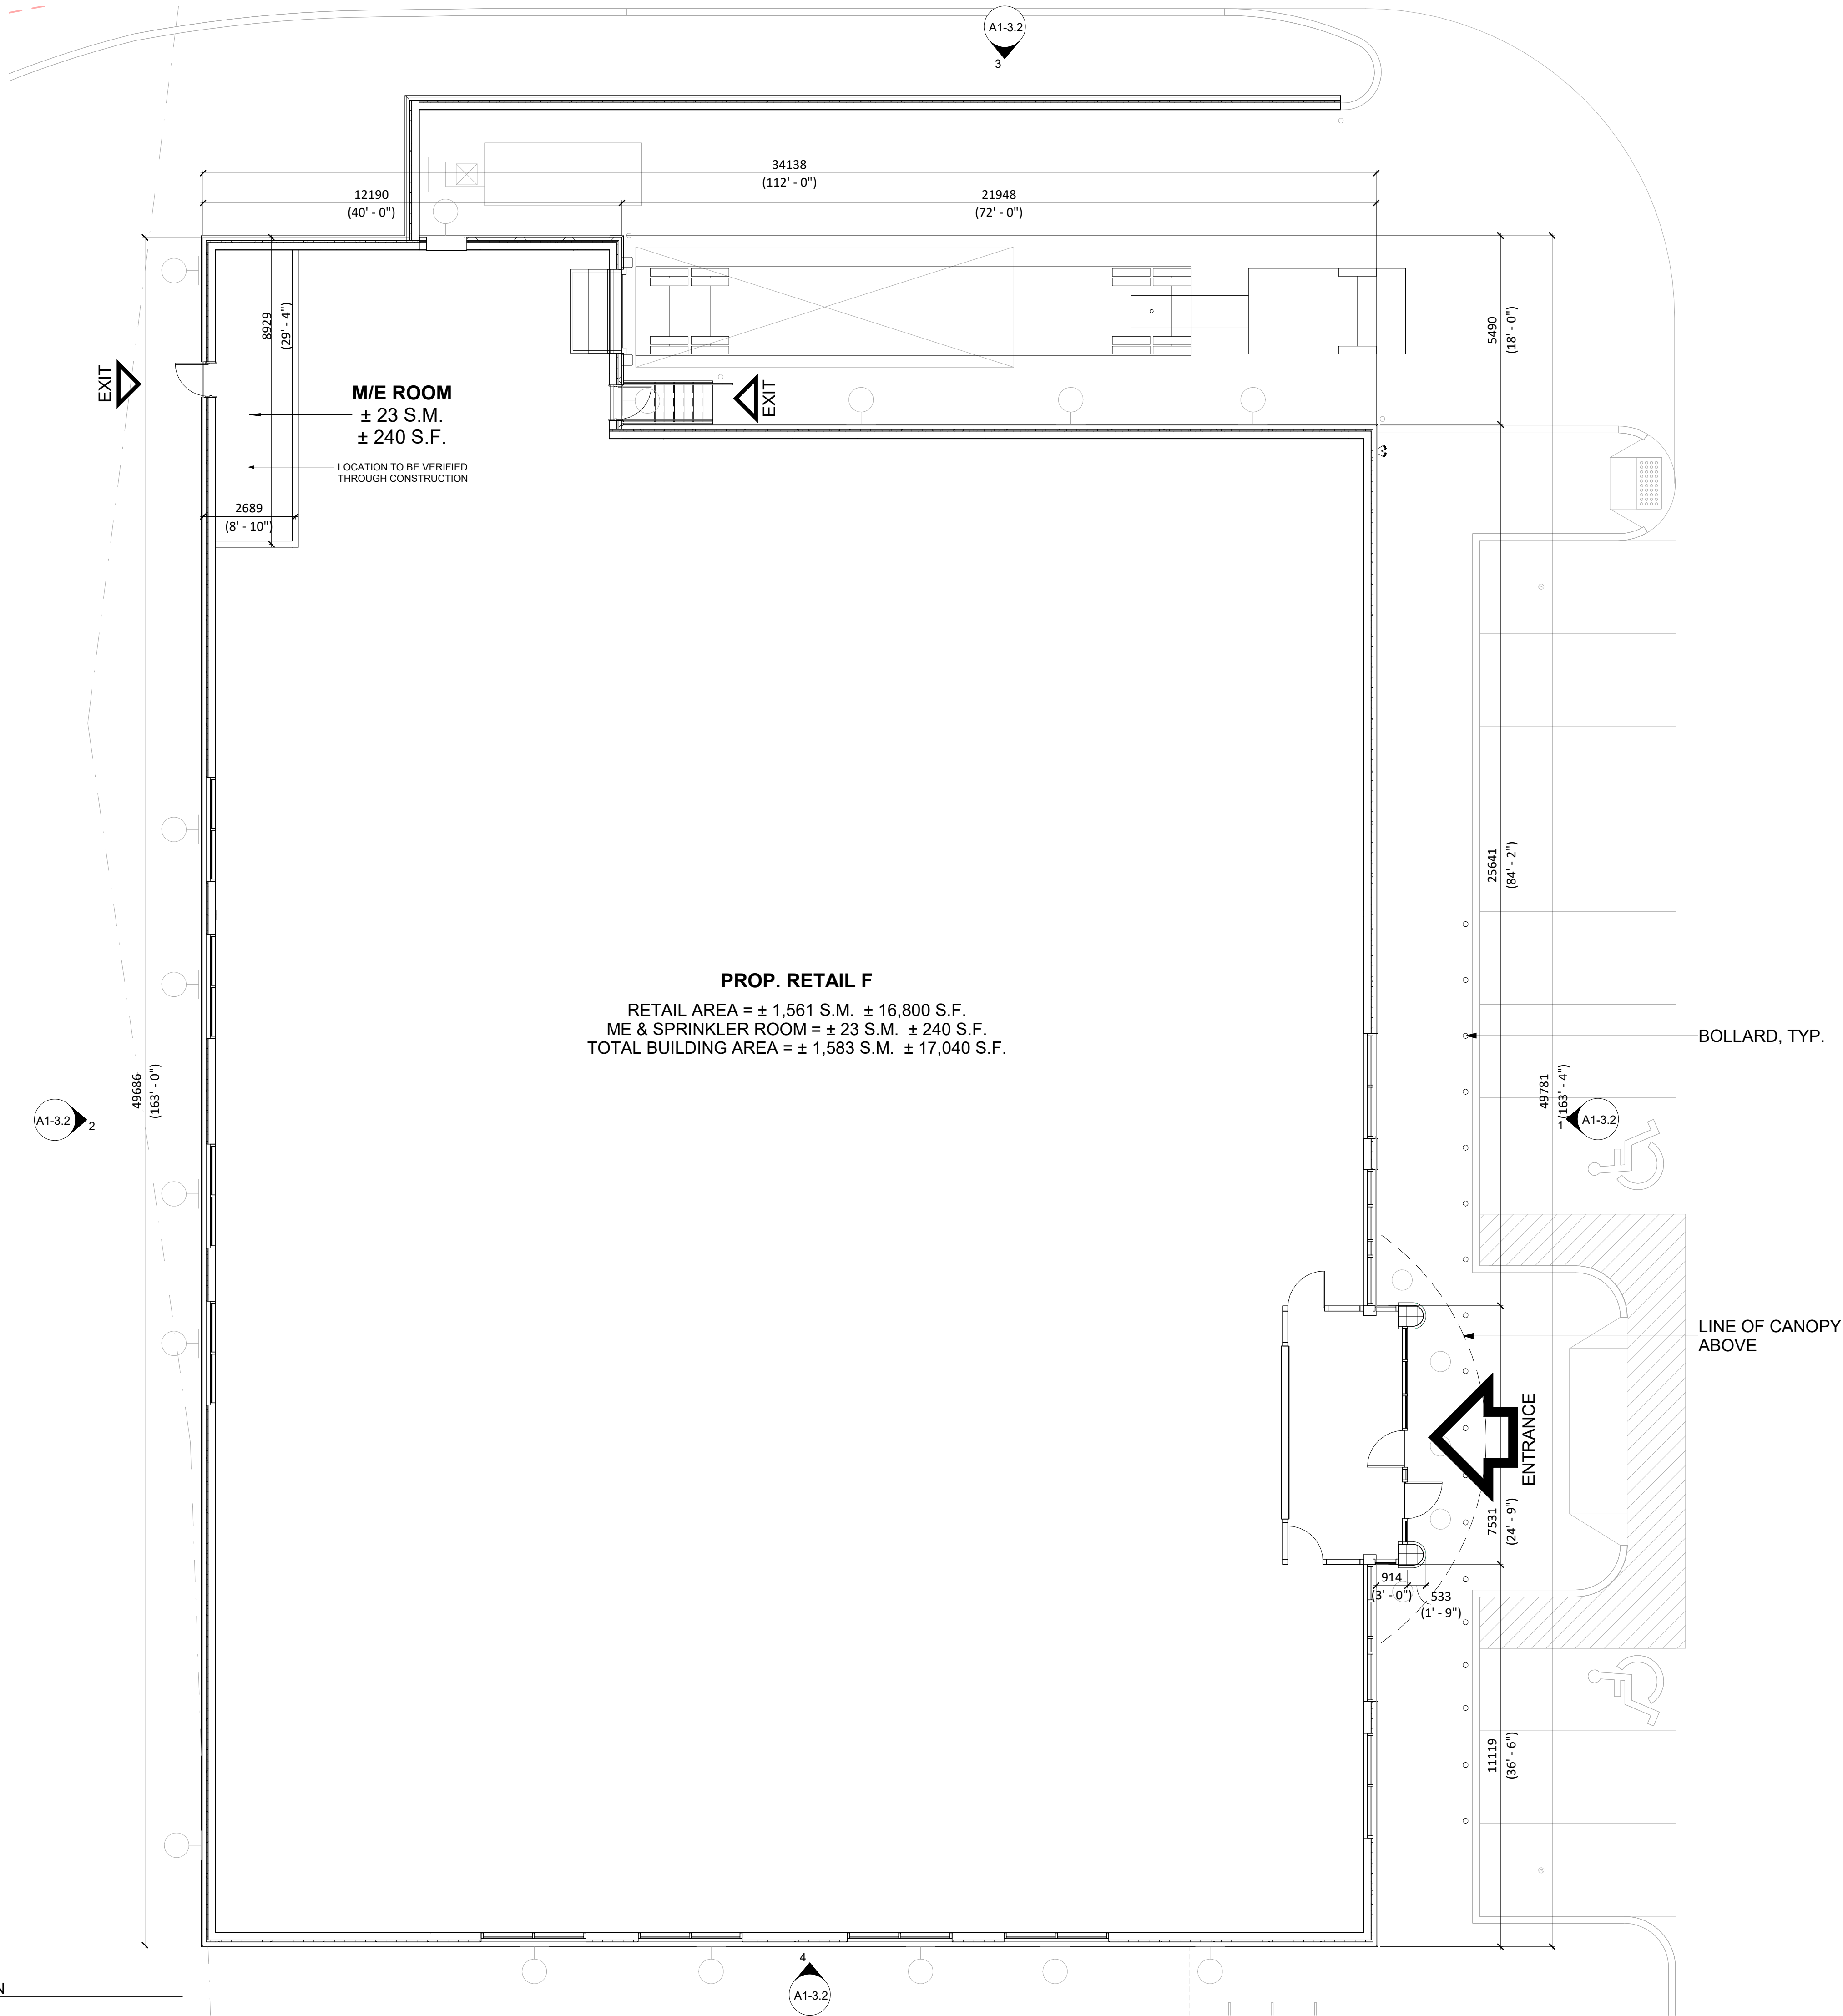 A1-3.2
3
34138
(112' - 0")
12190
(40' - 0")
21948
(72' - 0")
8929
(29' - 4")
5490
(18' - 0")
EXIT
EXIT
M/E ROOM
± 23 S.M.
± 240 S.F.
LOCATION TO BE VERIFIED
THROUGH CONSTRUCTION
2689
(8' - 10")
25641
(84' - 2")
PROP. RETAIL F
RETAIL AREA = ± 1,561 S.M. ± 16,800 S.F.
ME & SPRINKLER ROOM = ± 23 S.M. ± 240 S.F.
TOTAL BUILDING AREA = ± 1,583 S.M. ± 17,040 S.F.
BOLLARD, TYP.
49686
(163' - 0")
49781
(163' - 4")
A1-3.2
2
1
A1-3.2
LINE OF CANOPY
ABOVE
ENTRANCE
7531
(24' - 9")
914
(3' - 0")
533
(1' - 9")
11119
(36' - 6")
4
A1-3.2
N